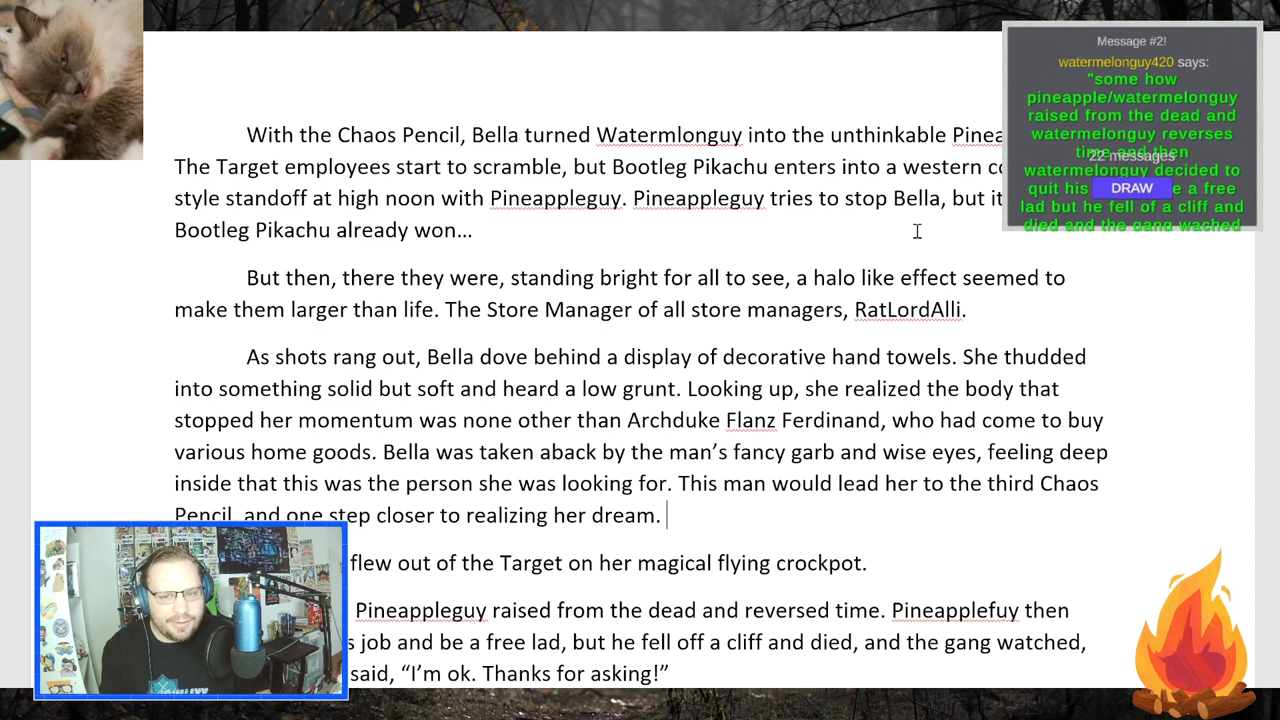 Message #2!
watermelonguy420 says:
"some how
pineapple/watermelonguy
raised from the dead and
watermelonguy reverses
time and then
22 messages
watermelonguy decided to
quit his
DRAW
e a free
lad but he fell of a cliff and
died and the gang wached
With the Chaos Pencil, Bella turned Watermlonguy into the unthinkable
The Target employees start to scramble, but Bootleg Pikachu enters into a western
style standoff at high noon with Pineappleguy. Pineappleguy tries to stop Bella, but it
Bootleg Pikachu already won...
But then, there they were, standing bright for all to see, a halo like effect seemed to
make them larger than life. The Store Manager of all store managers, RatLordAlli.
As shots rang out, Bella dove behind a display of decorative hand towels. She thudded
into something solid but soft and heard a low grunt. Looking up, she realized the body that
stopped her momentum was none other than Archduke Flanz Ferdinand, who had come to buy
various home goods. Bella was taken aback by the man’s fancy garb and wise eyes, feeling deep
inside that this was the person she was looking for. This man would lead her to the third Chaos
Pencil, and one step closer to realizing her dream.
flew out of the Target on her magical flying crockpot.
Pineappleguy raised from the dead and reversed time. Pineapplefuy then
s job and be a free lad, but he fell off a cliff and died, and the gang watched,
said, “I’m ok. Thanks for asking!”